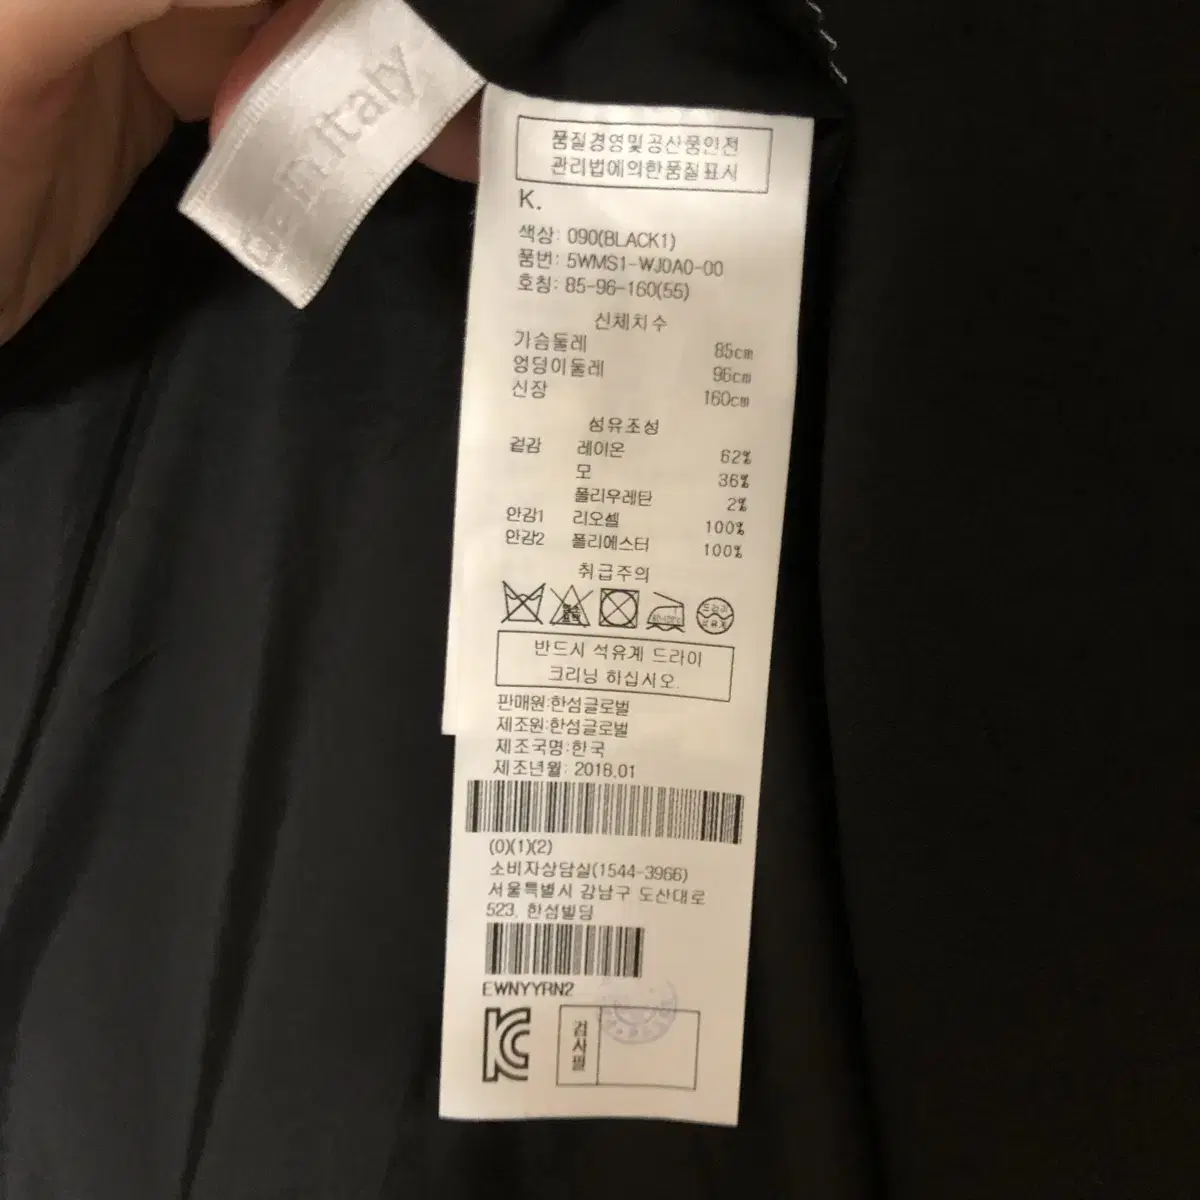 in Italy
품질경영및공산품안전
관리법에의한품질표시
K.
색상: 090(BLACK1)
품번: 5WMS1-WJ0A0-00
호칭: 85-96-160(55)
신체치수
가슴둘레 85cm
엉덩이둘레 96cm
신장 160cm
섬유조성
겉감 레이온 62%
모 36%
폴리우레탄 2%
안감1 리오셀 100%
안감2 폴리에스터 100%
취급주의
드라이
석유계
반드시 석유계 드라이
크리닝 하십시오.
판매원:한섬글로벌
제조원:한섬글로벌
제조국명:한국
제조년월: 2018.01
(0)(1)(2)
소비자상담실(1544-3966)
서울특별시 강남구 도산대로
523, 한섬빌딩
EWNYYRN2
검사필